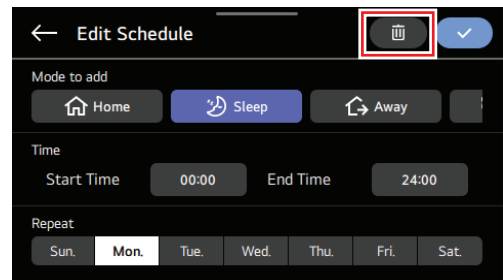 Edit Schedule
Mode to add
Home Sleep Away
Time
Start Time 00:00 End Time 24:00
Repeat
Sun. Mon. Tue. Wed. Thu. Fri. Sat.